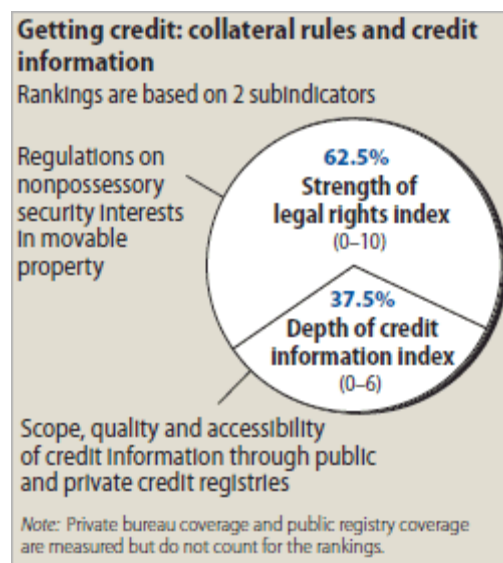 Getting credit: collateral rules and credit
information
Rankings are based on 2 subindicators
Regulations on
nonpossessory
security interests
in movable
property
62.5%
Strength of
legal rights index
(0–10)
37.5%
Depth of credit
information index
(0–6)
Scope, quality and accessibility
of credit information through public
and private credit registries
Note: Private bureau coverage and public registry coverage
are measured but do not count for the rankings.